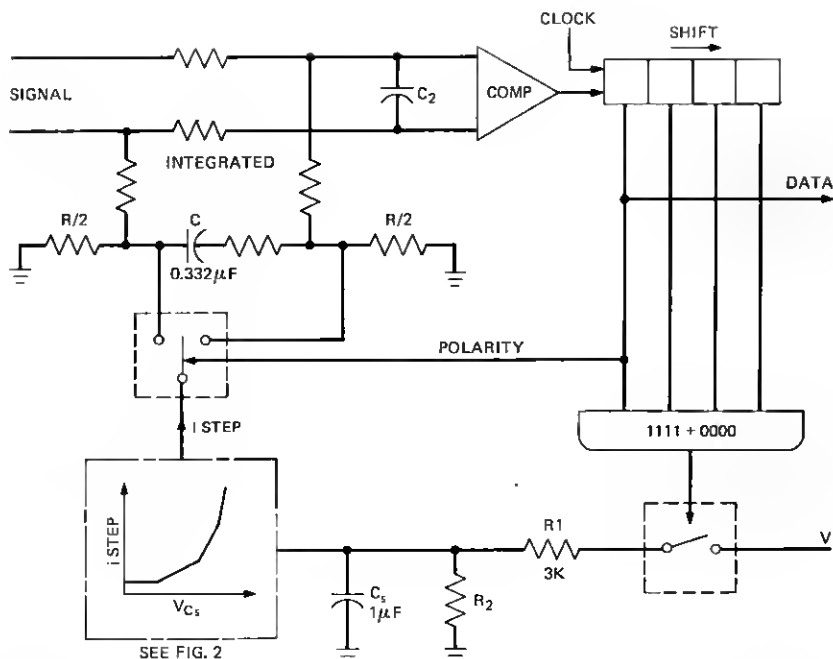 CLOCK
SHIFT
SIGNAL
C2
COMP
INTEGRATED
DATA
R/2
C
0.332μF
R/2
POLARITY
i STEP
1111 + 0000
i STEP
VCs
R1
3K
V
Cs
1μF
R2
SEE FIG. 2